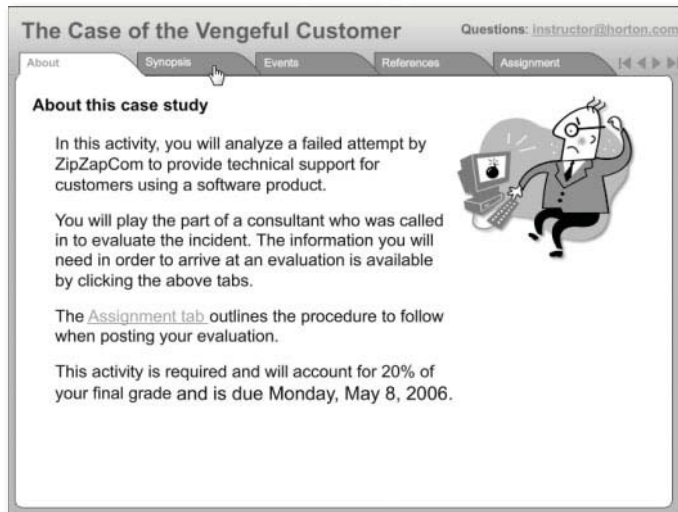 The Case of the Vengeful Customer
Questions: instructor@horton.com
About
Synopsis
Events
References
Assignment
About this case study
In this activity, you will analyze a failed attempt by
ZipZapCom to provide technical support for
customers using a software product.
You will play the part of a consultant who was called
in to evaluate the incident. The information you will
need in order to arrive at an evaluation is available
by clicking the above tabs.
The Assignment tab outlines the procedure to follow
when posting your evaluation.
This activity is required and will account for 20% of
your final grade and is due Monday, May 8, 2006.